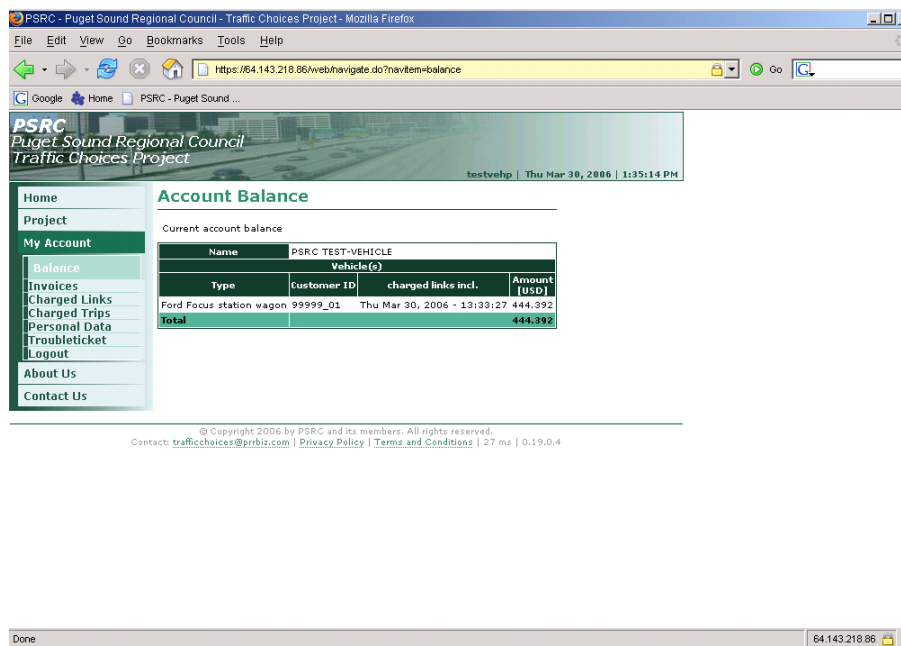 PSRC - Puget Sound Regional Council - Traffic Choices Project - Mozilla Firefox
File Edit View Go Bookmarks Tools Help
https://64.143.218.86/web/navigate.do?navitem=balance
Go
G
G Google Home PSRC - Puget Sound ...
PSRC
Puget Sound Regional Council
Traffic Choices Project
testvehp | Thu Mar 30, 2006 | 1:35:14 PM
Home
Project
My Account
Balance
Invoices
Charged Links
Charged Trips
Personal Data
Troubleticket
Logout
About Us
Contact Us
Account Balance
Current account balance
Name PSRC TEST-VEHICLE
Vehicle(s)
Type Customer ID charged links incl. Amount [USD]
Ford Focus station wagon 99999_01 Thu Mar 30, 2006 - 13:33:27 444.392
Total 444.392
© Copyright 2006 by PSRC and its members. All rights reserved.
Contact: trafficchoices@prrbiz.com | Privacy Policy | Terms and Conditions | 27 ms | 0.19.0.4
Done
64.143.218.86